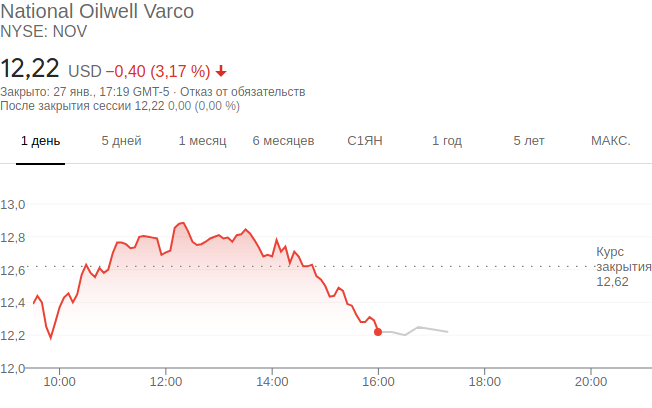 National Oilwell Varco
NYSE: NOV
12,22 USD −0,40 (3,17 %) ↓
Закрыто: 27 янв., 17:19 GMT-5 · Отказ от обязательств
После закрытия сессии 12,22 0,00 (0,00 %)
1 день 5 дней 1 месяц 6 месяцев С1ЯН 1 год 5 лет МАКС.
13,0
12,8
12,6
12,4
12,2
12,0
Курс
закрытия
12,62
10:00 12:00 14:00 16:00 18:00 20:00